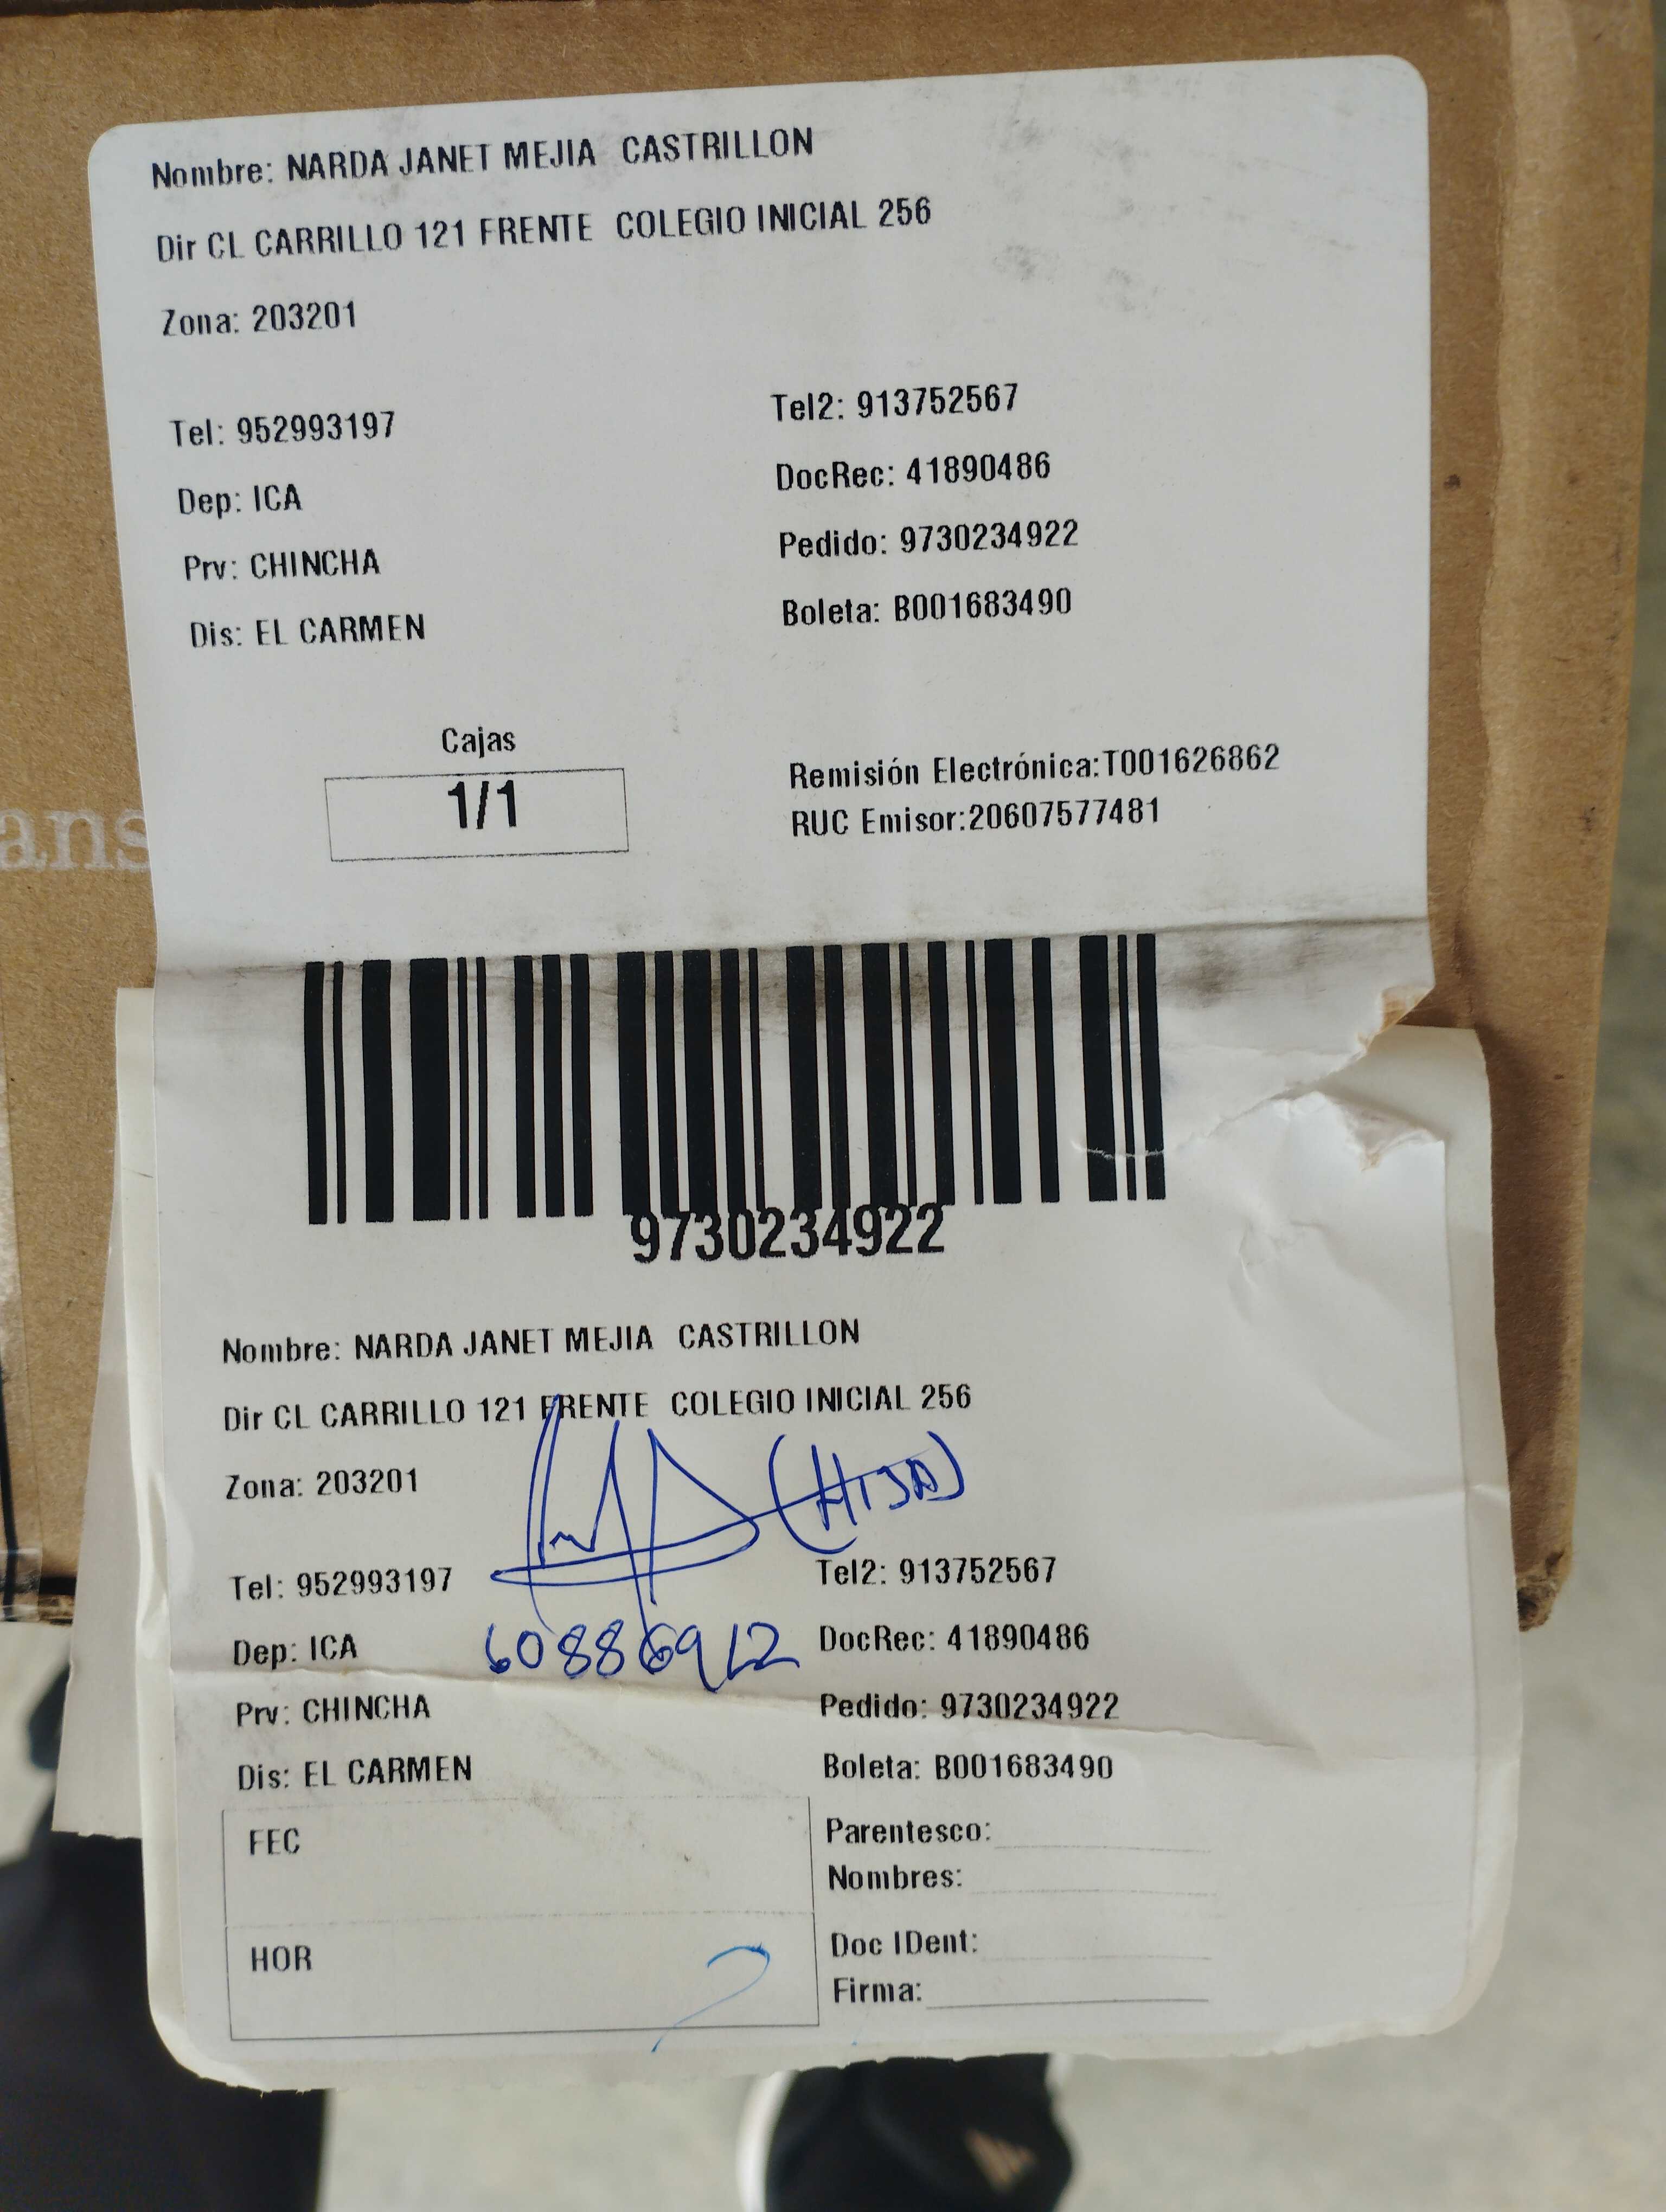 Nombre: NARDA JANET MEJIA CASTRILLON
Dir CL CARRILLO 121 FRENTE COLEGIO INICIAL 256
Zona: 203201
Tel: 952993197
Tel2: 913752567
Dep: ICA
DocRec: 41890486
Prv: CHINCHA
Pedido: 9730234922
Dis: EL CARMEN
Boleta: B001683490
Cajas
1/1
Remisión Electrónica:T001626862
RUC Emisor:20607577481
ans
9730234922
Nombre: NARDA JANET MEJIA CASTRILLON
Dir CL CARRILLO 121 FRENTE COLEGIO INICIAL 256
Zona: 203201
(HIJA)
Tel: 952993197
Tel2: 913752567
Dep: ICA
60886912
DocRec: 41890486
Prv: CHINCHA
Pedido: 9730234922
Dis: EL CARMEN
Boleta: B001683490
FEC
Parentesco:
Nombres:
HOR
Doc IDent:
Firma: